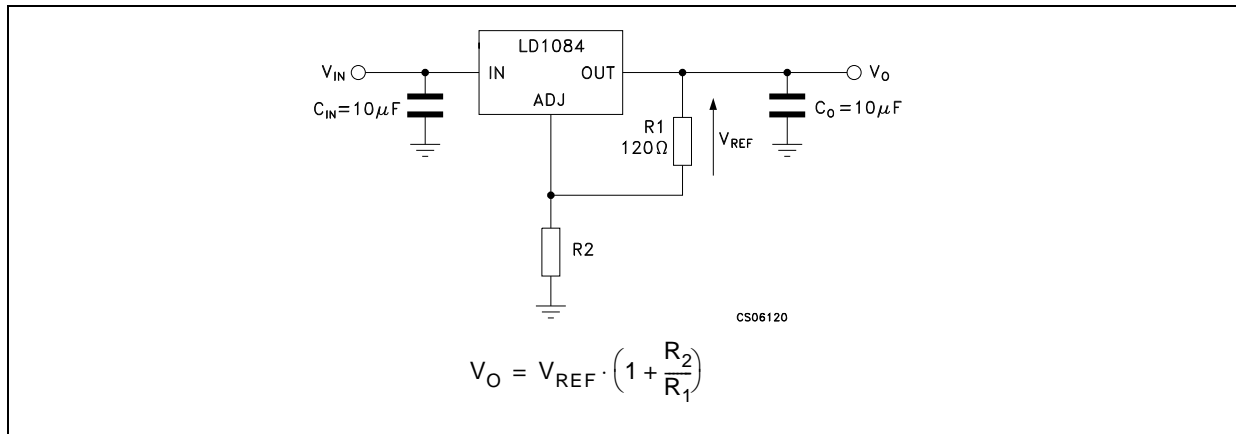 LD1084
V_IN
IN
OUT
V_O
ADJ
C_IN=10μF
R1
120Ω
V_REF
C_O=10μF
R2
CS06120
V_O = V_REF · (1 + R_2/R_1)